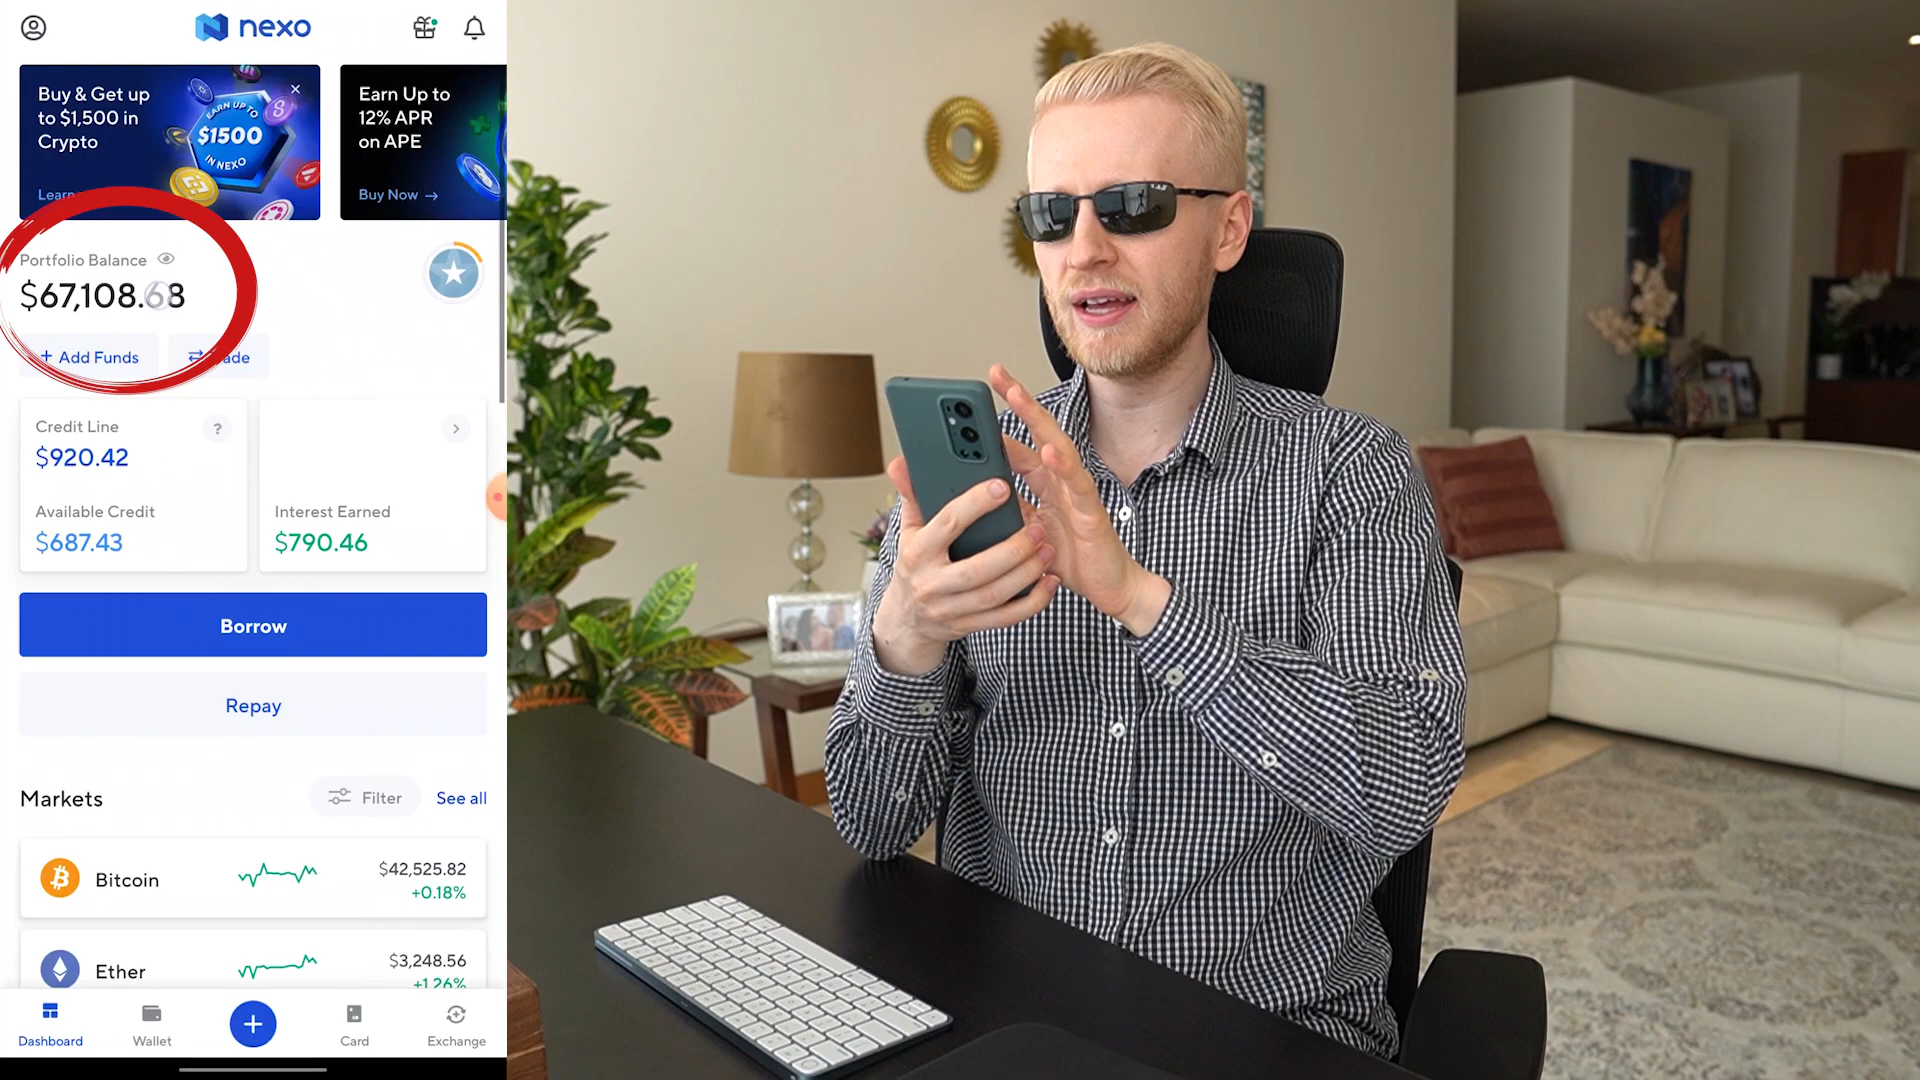 nexo
Buy & Get up
to $1,500 in
Crypto
EARN UP TO
$1500
IN NEXO
Learn
Earn Up to
12% APR
on APE
Buy Now →
Portfolio Balance
$67,108.68
+ Add Funds
Credit Line
?
$920.42
Available Credit
$687.43
Interest Earned
$790.46
Borrow
Repay
Markets
Filter
See all
Bitcoin
$42,525.82
+0.18%
Ether
$3,248.56
+1.26%
Dashboard
Wallet
Card
Exchange